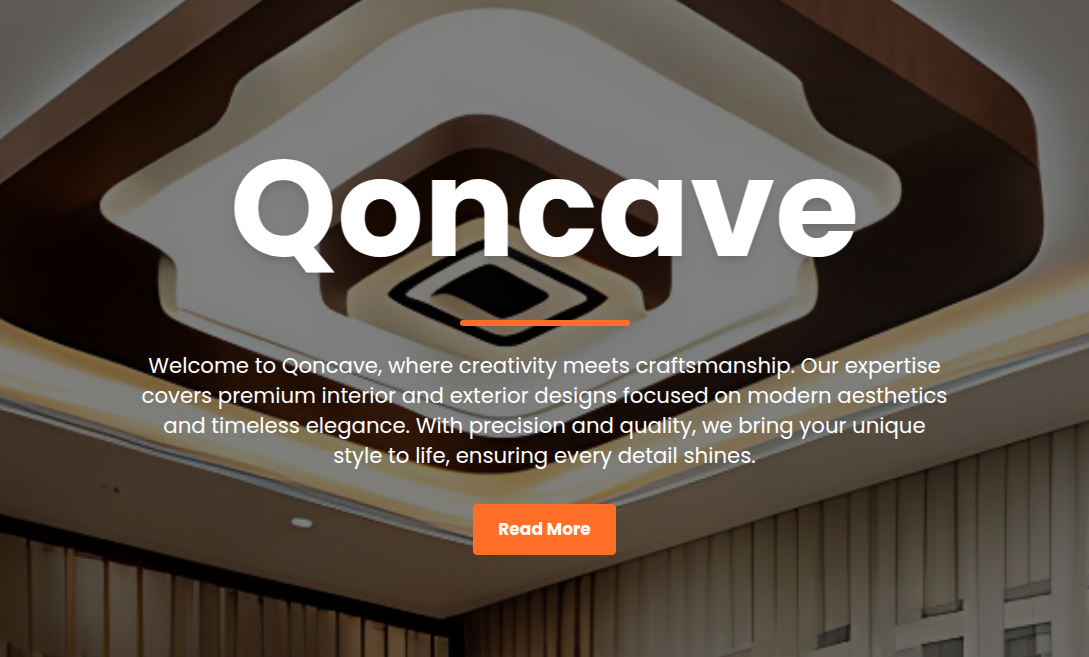 Qoncave
Welcome to Qoncave, where creativity meets craftsmanship. Our expertise
covers premium interior and exterior designs focused on modern aesthetics
and timeless elegance. With precision and quality, we bring your unique
style to life, ensuring every detail shines.
Read More